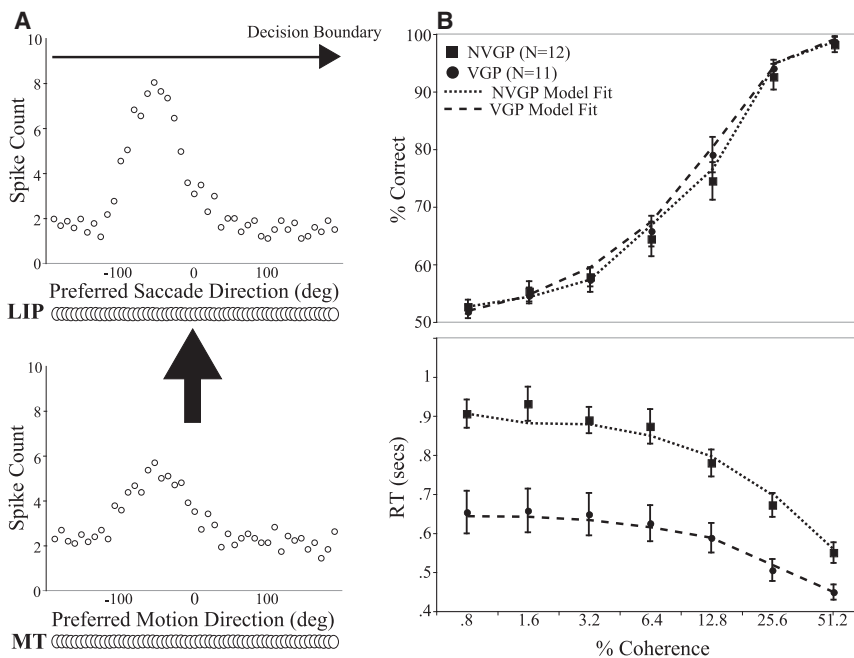 A
Decision Boundary
10
8
6
4
2
0
Spike Count
-100 0 100
Preferred Saccade Direction (deg)
LIP
10
8
6
4
2
0
Spike Count
-100 0 100
Preferred Motion Direction (deg)
MT
B
100
90
80
70
60
50
% Correct
NVGP (N=12)
VGP (N=11)
NVGP Model Fit
VGP Model Fit
1
.9
.8
.7
.6
.5
.4
RT (secs)
.8 1.6 3.2 6.4 12.8 25.6 51.2
% Coherence